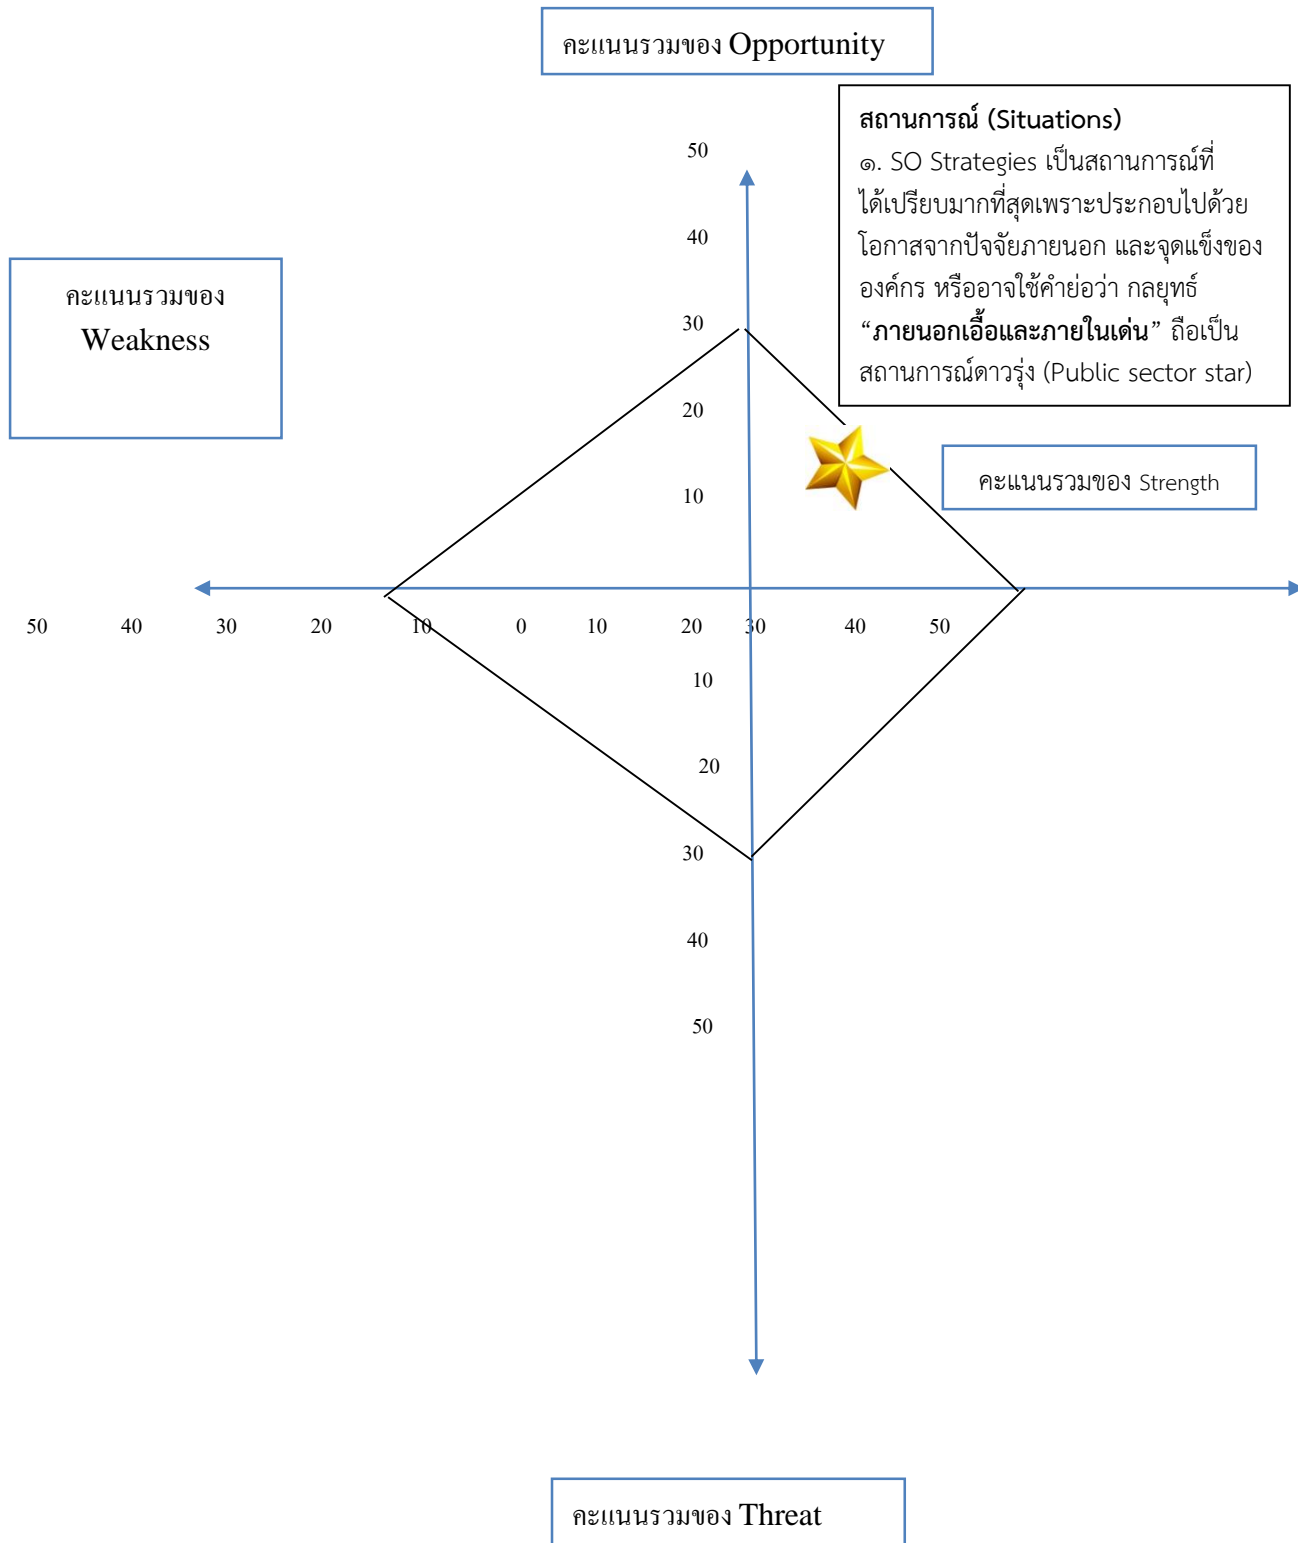 คะแนนรวมของ Opportunity
สถานการณ์ (Situations)
๑. SO Strategies เป็นสถานการณ์ที่
ได้เปรียบมากที่สุดเพราะประกอบไปด้วย
โอกาสจากปัจจัยภายนอก และจุดแข็งของ
องค์กร หรืออาจใช้คำย่อว่า กลยุทธ์
“ภายนอกเอื้อและภายในเด่น” ถือเป็น
สถานการณ์ดาวรุ่ง (Public sector star)
50
40
คะแนนรวมของ
Weakness
30
20
คะแนนรวมของ Strength
10
50 40 30 20 10 0 10 20 30 40 50
10
20
30
40
50
คะแนนรวมของ Threat